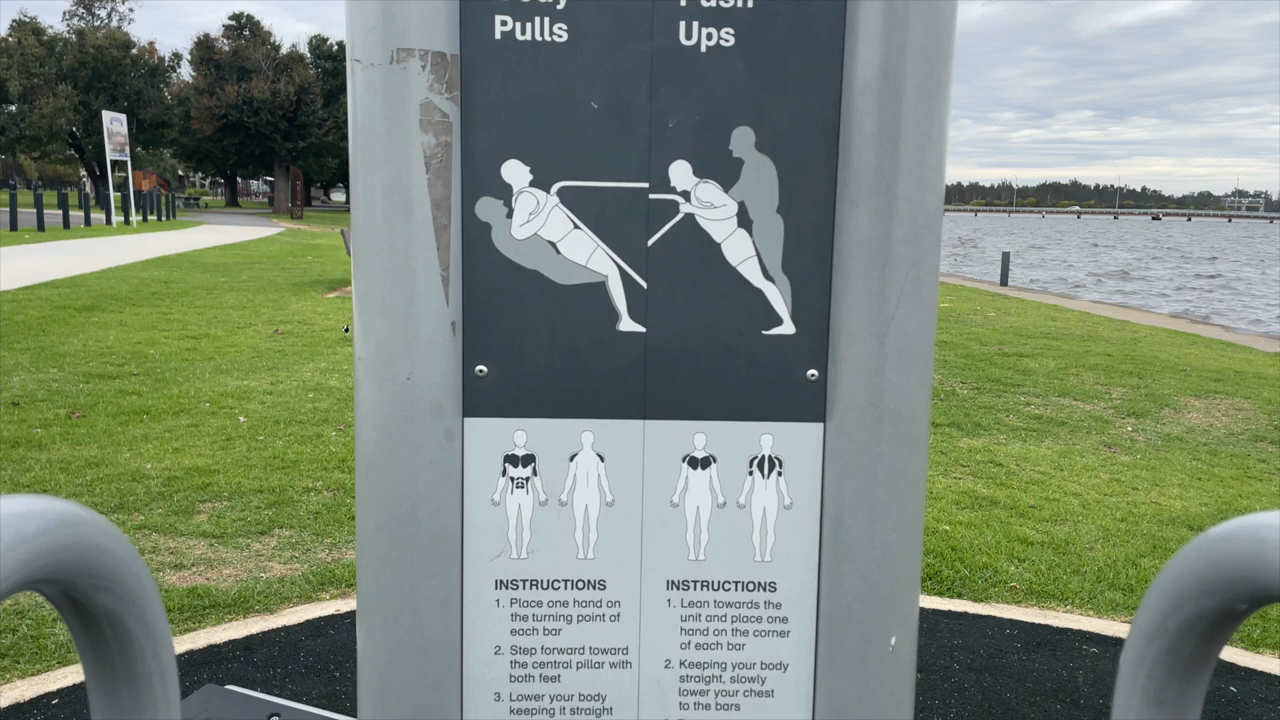 Body
Pulls
Push
Ups
INSTRUCTIONS
1. Place one hand on
the turning point of
each bar
2. Step forward toward
the central pillar with
both feet
3. Lower your body
keeping it straight
INSTRUCTIONS
1. Lean towards the
unit and place one
hand on the corner
of each bar
2. Keeping your body
straight, slowly
lower your chest
to the bars